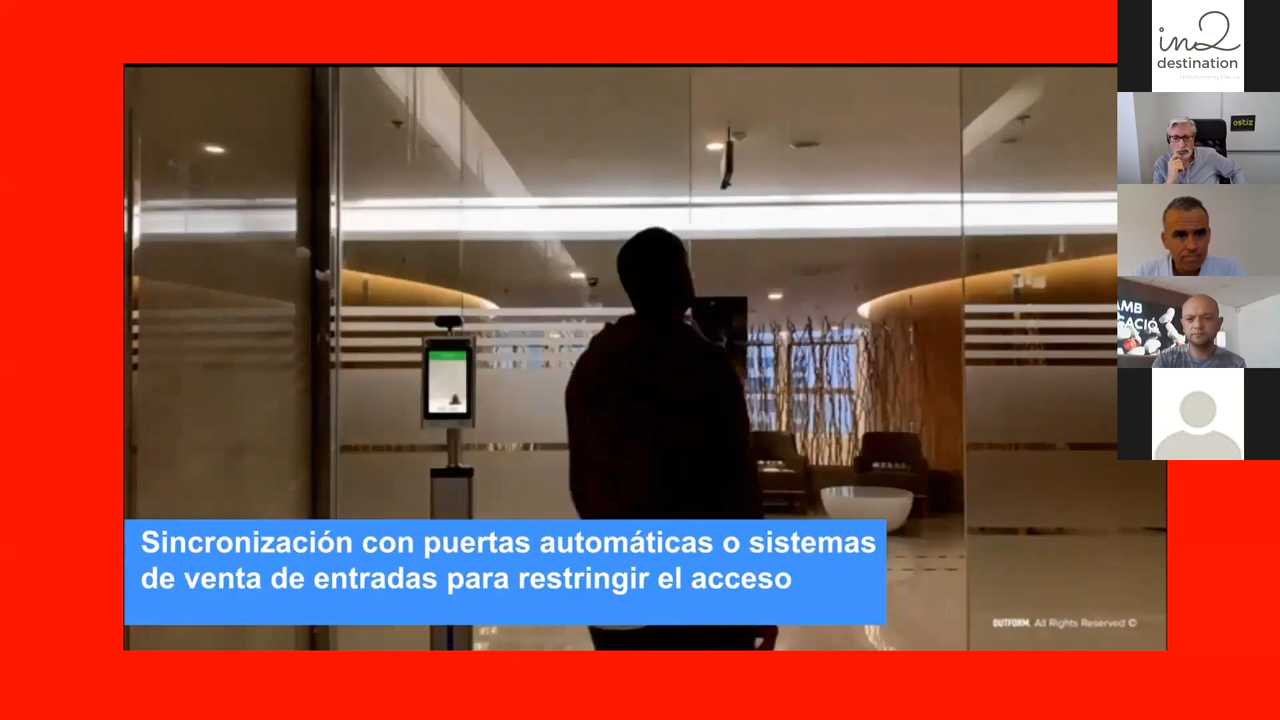 in2
destination
ostiz
AMB
Sincronización con puertas automáticas o sistemas
de venta de entradas para restringir el acceso
OUTFORM. All Rights Reserved ©